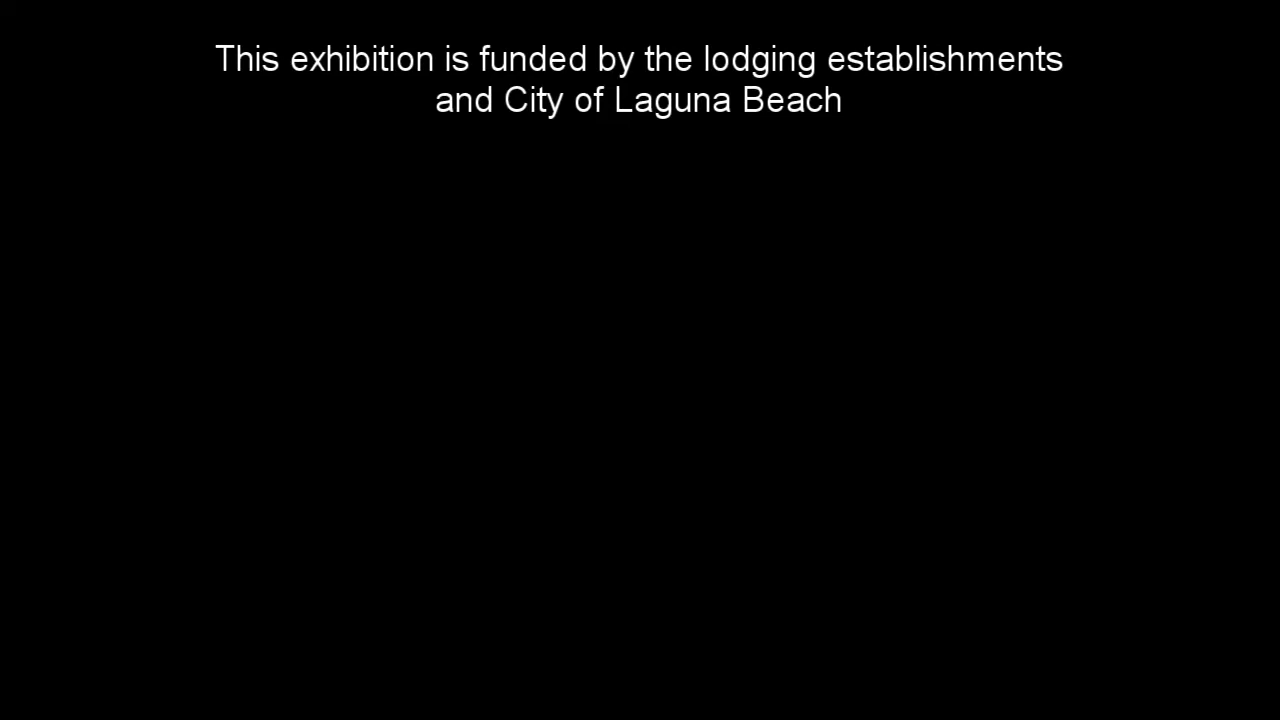 This exhibition is funded by the lodging establishments
and City of Laguna Beach